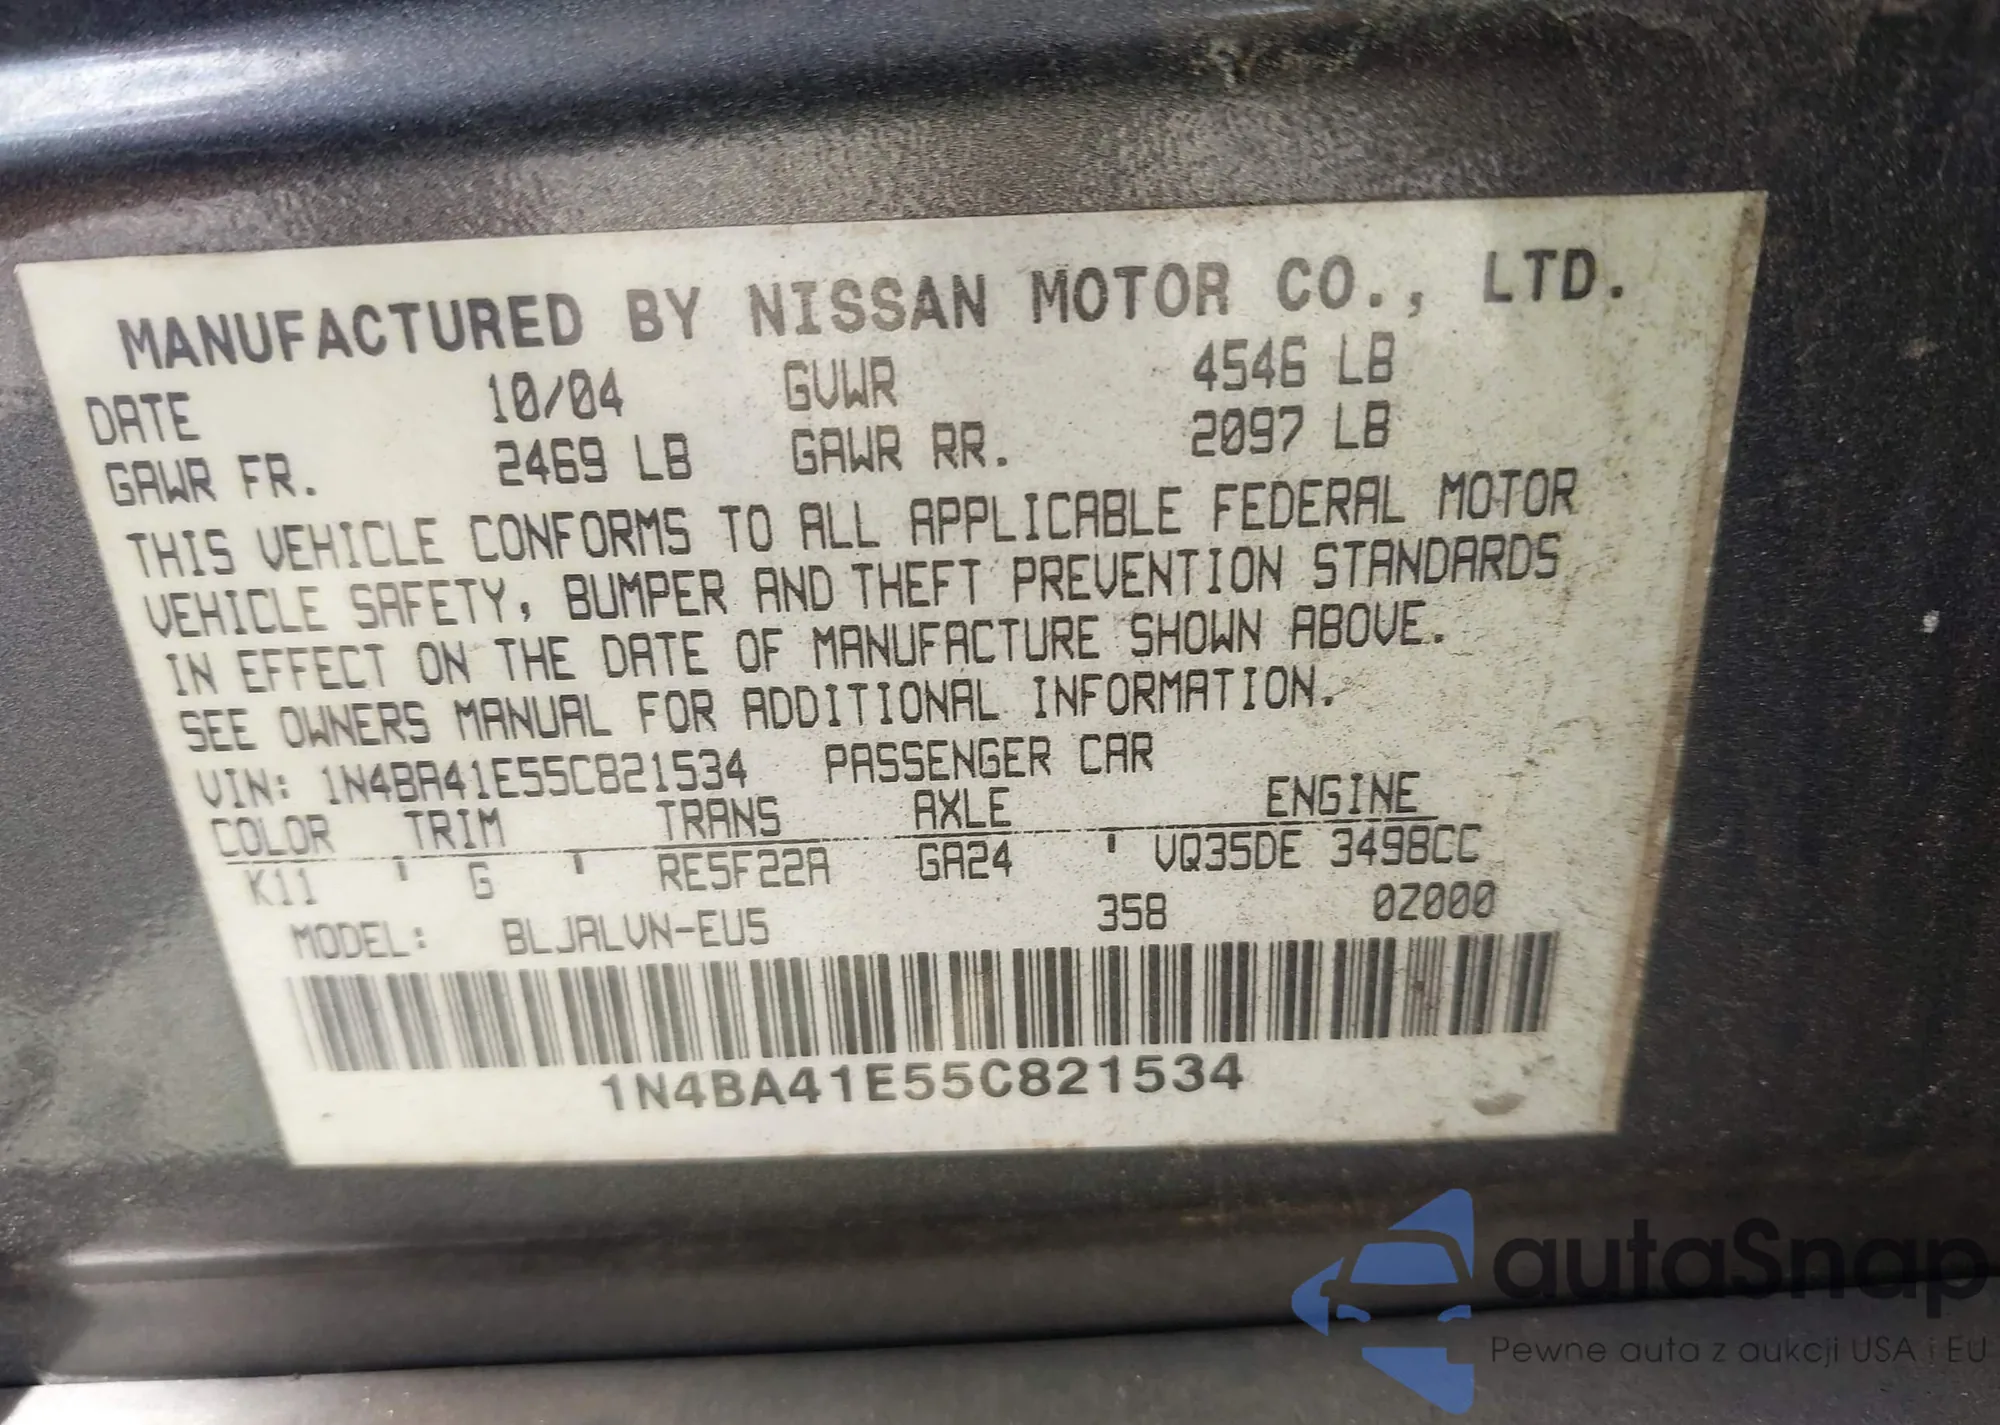 MANUFACTURED BY NISSAN MOTOR CO., LTD.
DATE 10/04 GVWR 4546 LB
GAWR FR. 2469 LB GAWR RR. 2097 LB
THIS VEHICLE CONFORMS TO ALL APPLICABLE FEDERAL MOTOR
VEHICLE SAFETY, BUMPER AND THEFT PREVENTION STANDARDS
IN EFFECT ON THE DATE OF MANUFACTURE SHOWN ABOVE.
SEE OWNERS MANUAL FOR ADDITIONAL INFORMATION.
VIN: 1N4BA41E55C821534 PASSENGER CAR
COLOR TRIM TRANS AXLE ENGINE
K11 ' G ' RE5F22A GA24 ' VQ35DE 3498CC
MODEL: BLJALVN-EU5 358 0Z000
1N4BA41E55C821534
autaSnap
Pewne auta z aukcji USA i EU